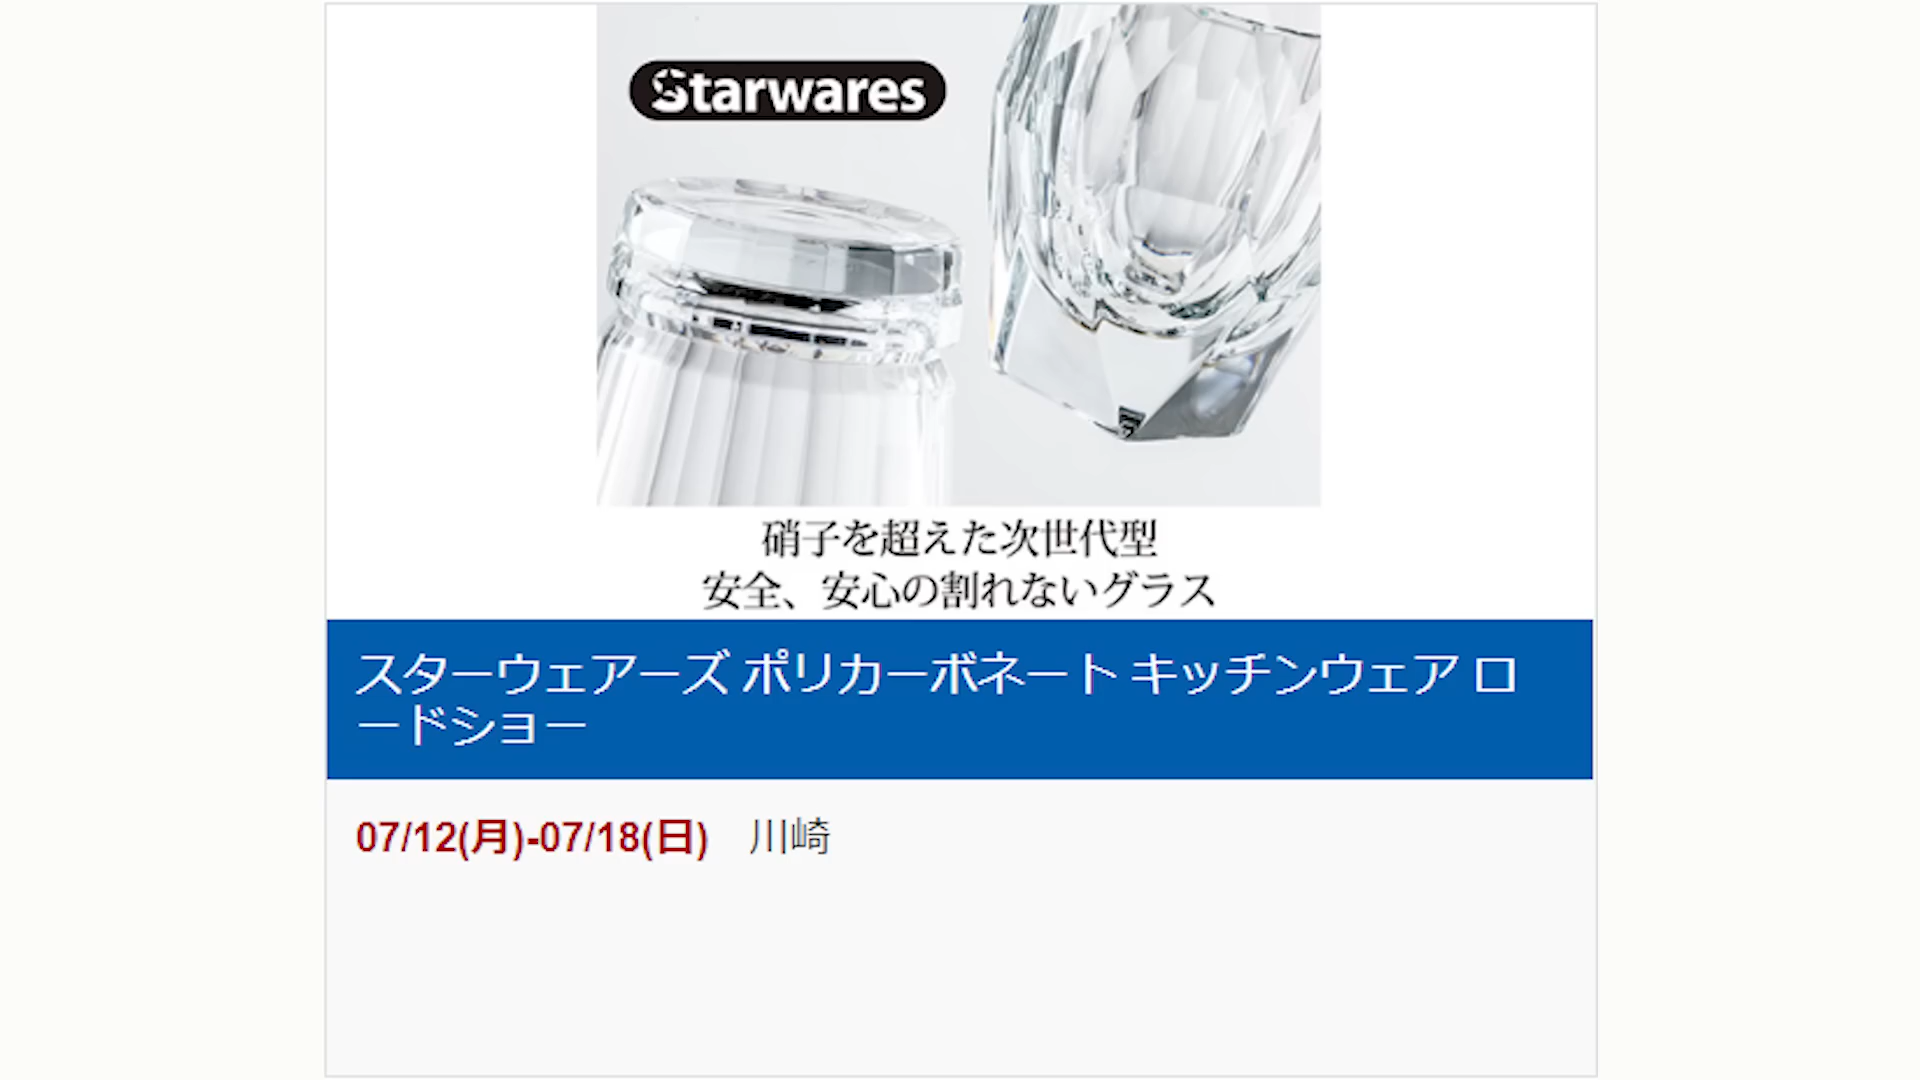 Starwares
硝子を超えた次世代型
安全、安心の割れないグラス
スターウェアーズ ポリカーボネート キッチンウェア ロ
ードショー
07/12(月)-07/18(日) 川崎